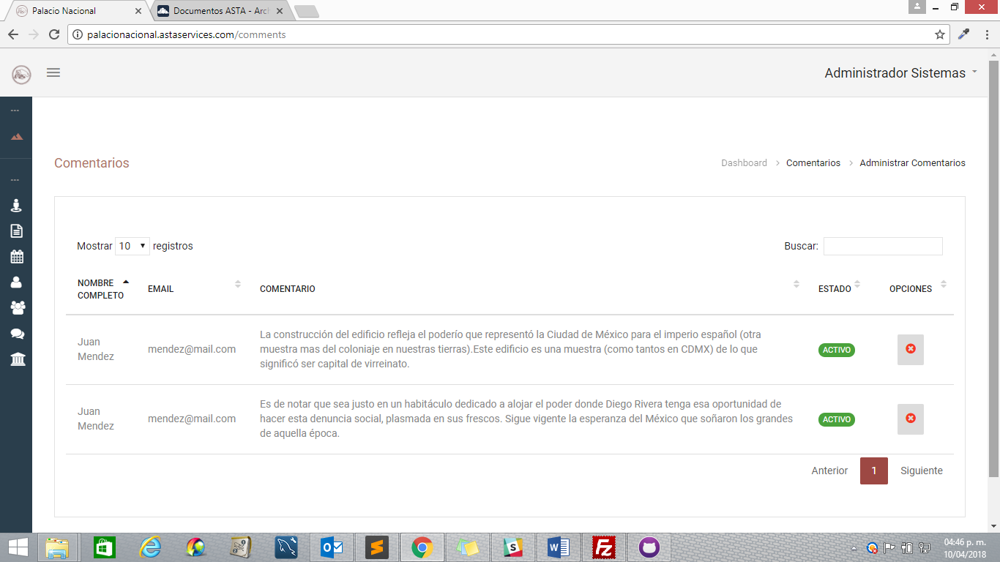 Palacio Nacional
Documentos ASTA - Arch
palacionacional.astaservices.com/comments
Administrador Sistemas
---
---
Comentarios
Dashboard > Comentarios > Administrar Comentarios
Mostrar 10 registros
Buscar:
NOMBRE COMPLETO
EMAIL
COMENTARIO
ESTADO
OPCIONES
Juan
Mendez
mendez@mail.com
La construcción del edificio refleja el poderío que representó la Ciudad de México para el imperio español (otra
muestra mas del coloniaje en nuestras tierras).Este edificio es una muestra (como tantos en CDMX) de lo que
significó ser capital de virreinato.
ACTIVO
Juan
Mendez
mendez@mail.com
Es de notar que sea justo en un habitáculo dedicado a alojar el poder donde Diego Rivera tenga esa oportunidad de
hacer esta denuncia social, plasmada en sus frescos. Sigue vigente la esperanza del México que soñaron los grandes
de aquella época.
ACTIVO
Anterior 1 Siguiente
04:46 p. m.
10/04/2018